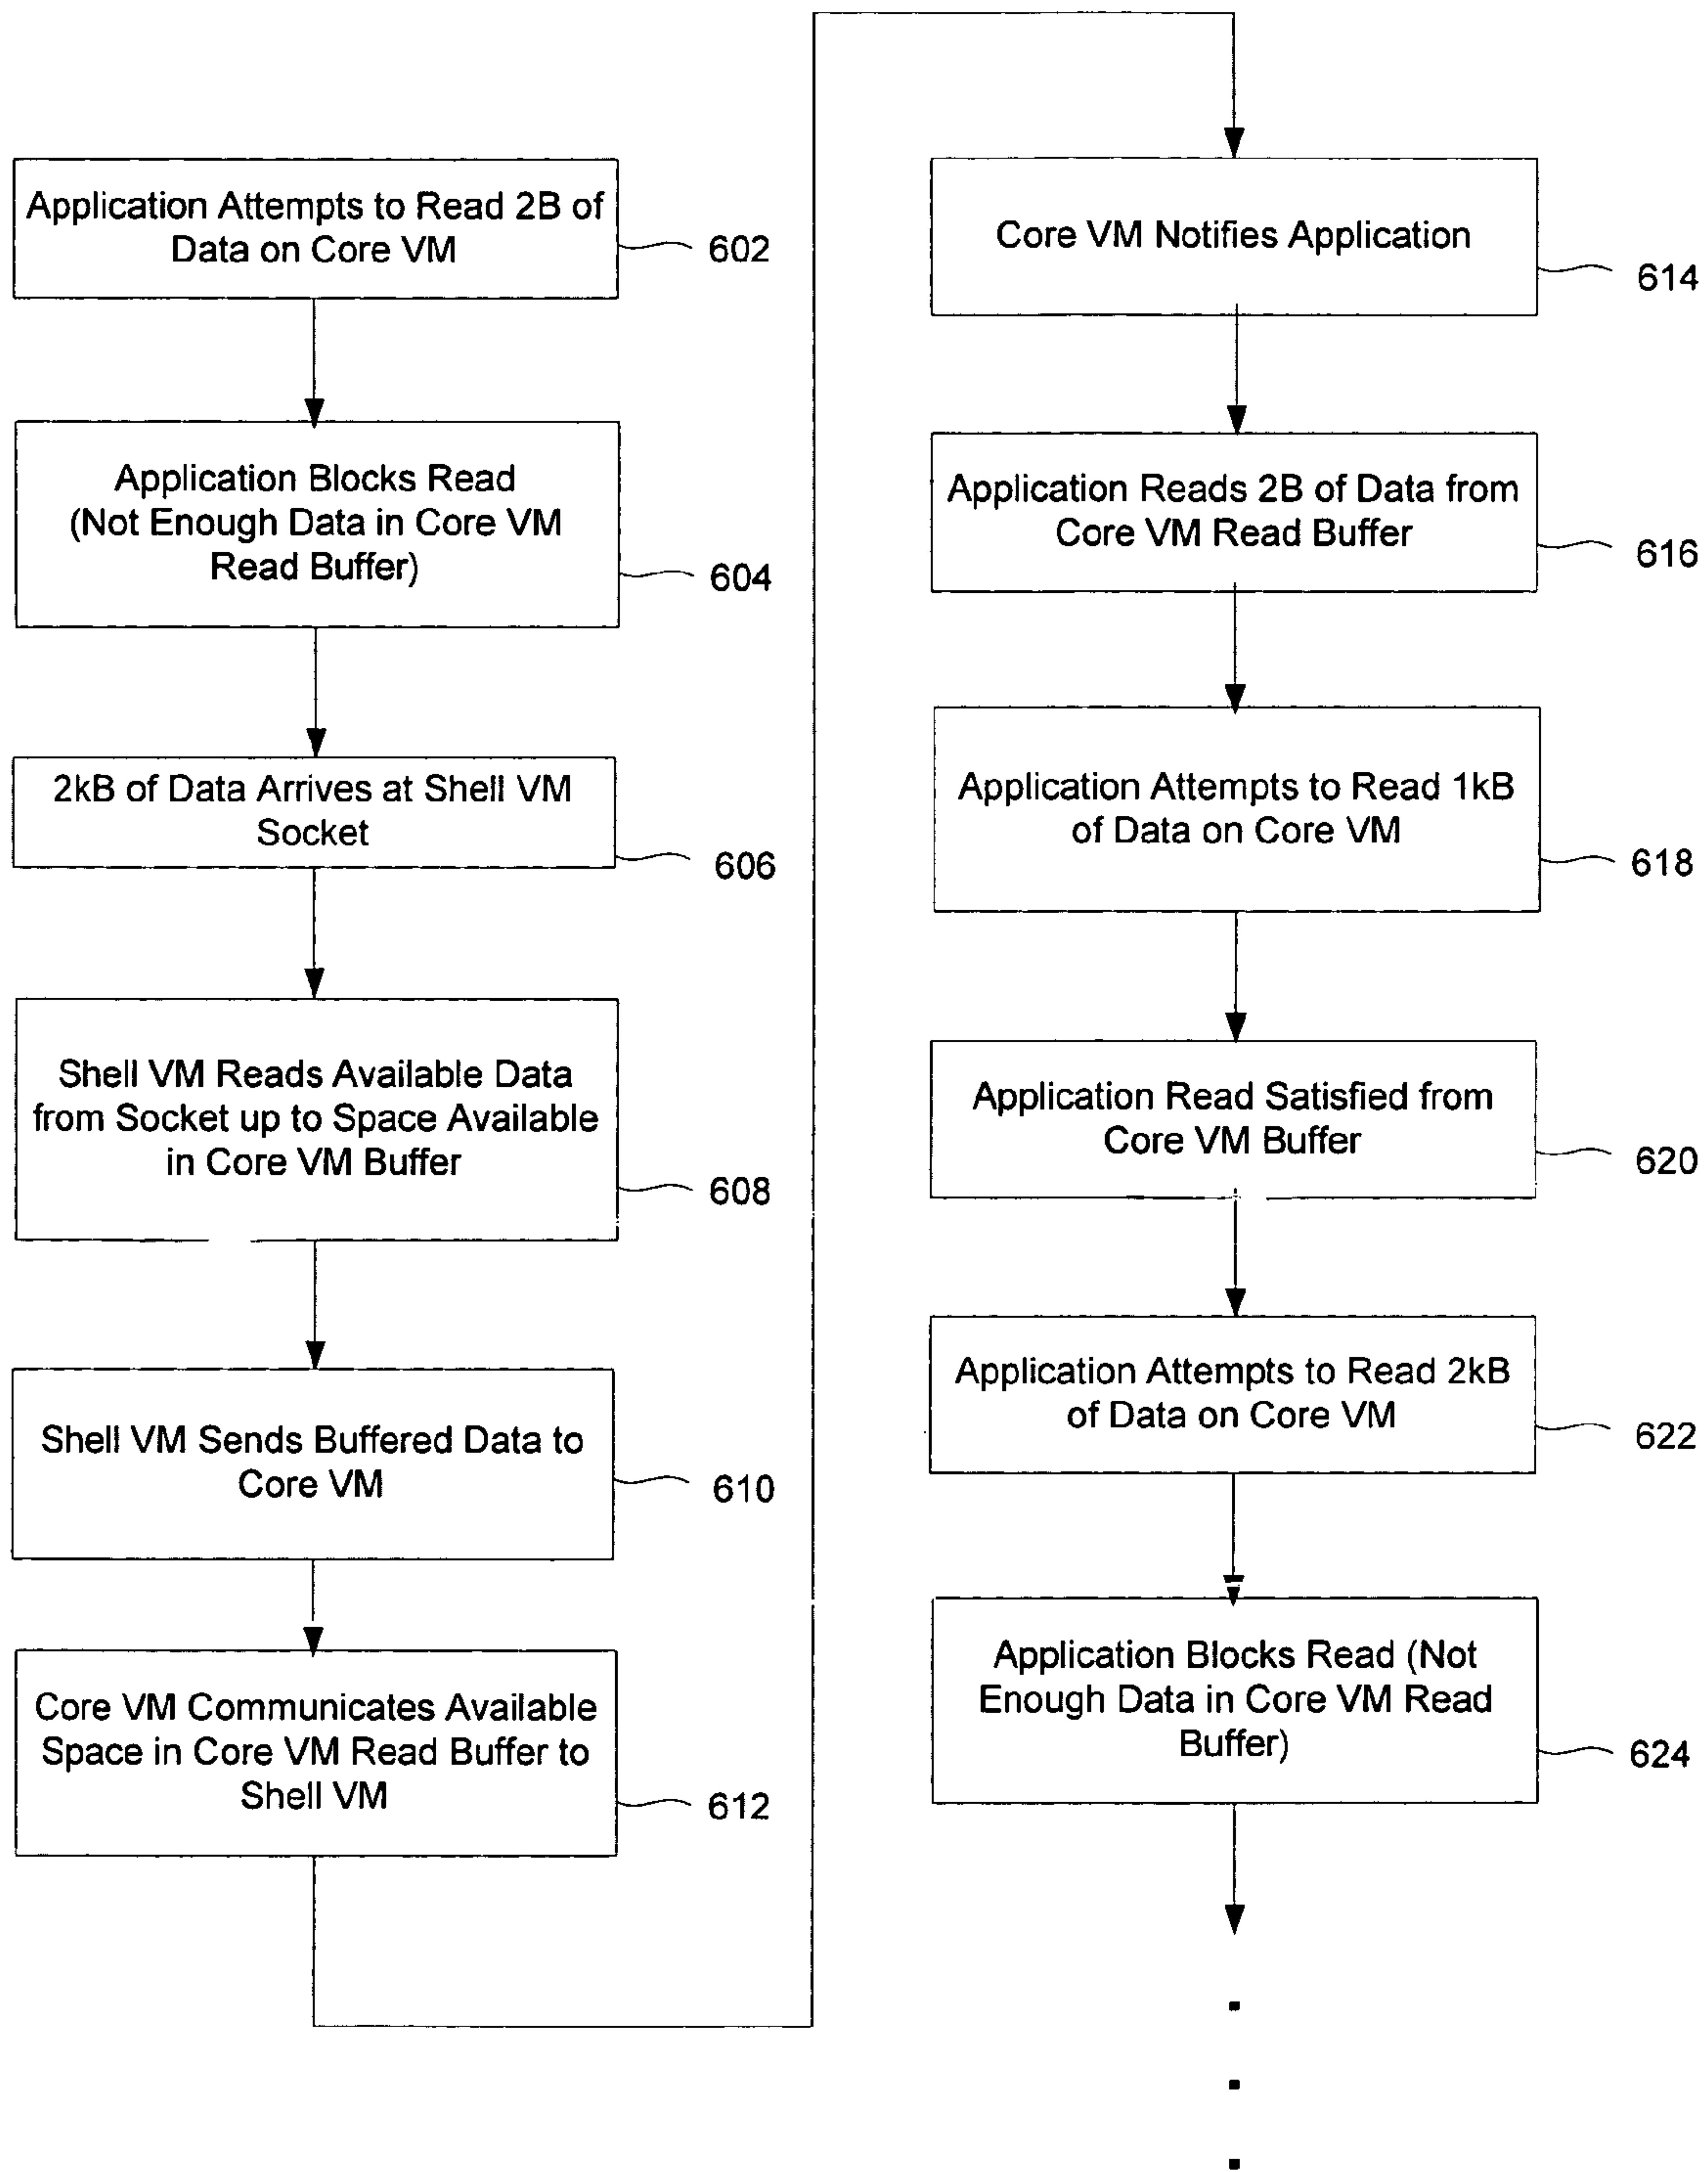 Application Attempts to Read 2B of
Data on Core VM
602
Application Blocks Read
(Not Enough Data in Core VM
Read Buffer)
604
2kB of Data Arrives at Shell VM
Socket
606
Shell VM Reads Available Data
from Socket up to Space Available
in Core VM Buffer
608
Shell VM Sends Buffered Data to
Core VM
610
Core VM Communicates Available
Space in Core VM Read Buffer to
Shell VM
612
Core VM Notifies Application
614
Application Reads 2B of Data from
Core VM Read Buffer
616
Application Attempts to Read 1kB
of Data on Core VM
618
Application Read Satisfied from
Core VM Buffer
620
Application Attempts to Read 2kB
of Data on Core VM
622
Application Blocks Read (Not
Enough Data in Core VM Read
Buffer)
624